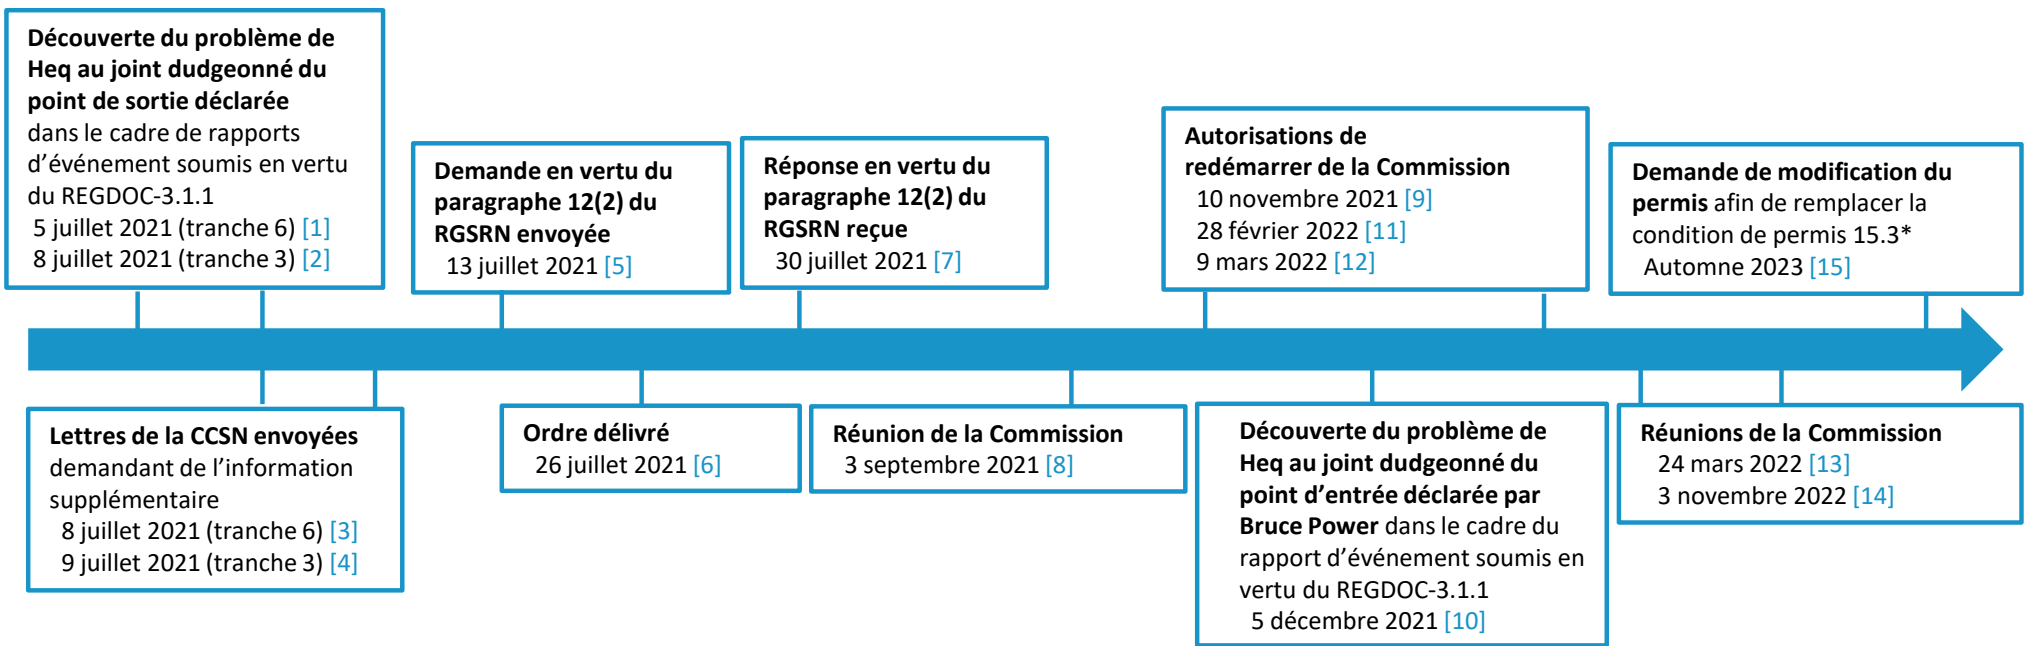 Découverte du problème de
Heq au joint dudgeonné du
point de sortie déclarée
dans le cadre de rapports
d'événement soumis en vertu
du REGDOC-3.1.1
5 juillet 2021 (tranche 6) [1]
8 juillet 2021 (tranche 3) [2]
Demande en vertu du
paragraphe 12(2) du
RGSRN envoyée
13 juillet 2021 [5]
Réponse en vertu du
paragraphe 12(2) du
RGSRN reçue
30 juillet 2021 [7]
Autorisations de
redémarrer de la Commission
10 novembre 2021 [9]
28 février 2022 [11]
9 mars 2022 [12]
Demande de modification du
permis afin de remplacer la
condition de permis 15.3*
Automne 2023 [15]
Lettres de la CCSN envoyées
demandant de l'information
supplémentaire
8 juillet 2021 (tranche 6) [3]
9 juillet 2021 (tranche 3) [4]
Ordre délivré
26 juillet 2021 [6]
Réunion de la Commission
3 septembre 2021 [8]
Découverte du problème de
Heq au joint dudgeonné du
point d'entrée déclarée par
Bruce Power dans le cadre du
rapport d'événement soumis en
vertu du REGDOC-3.1.1
5 décembre 2021 [10]
Réunions de la Commission
24 mars 2022 [13]
3 novembre 2022 [14]